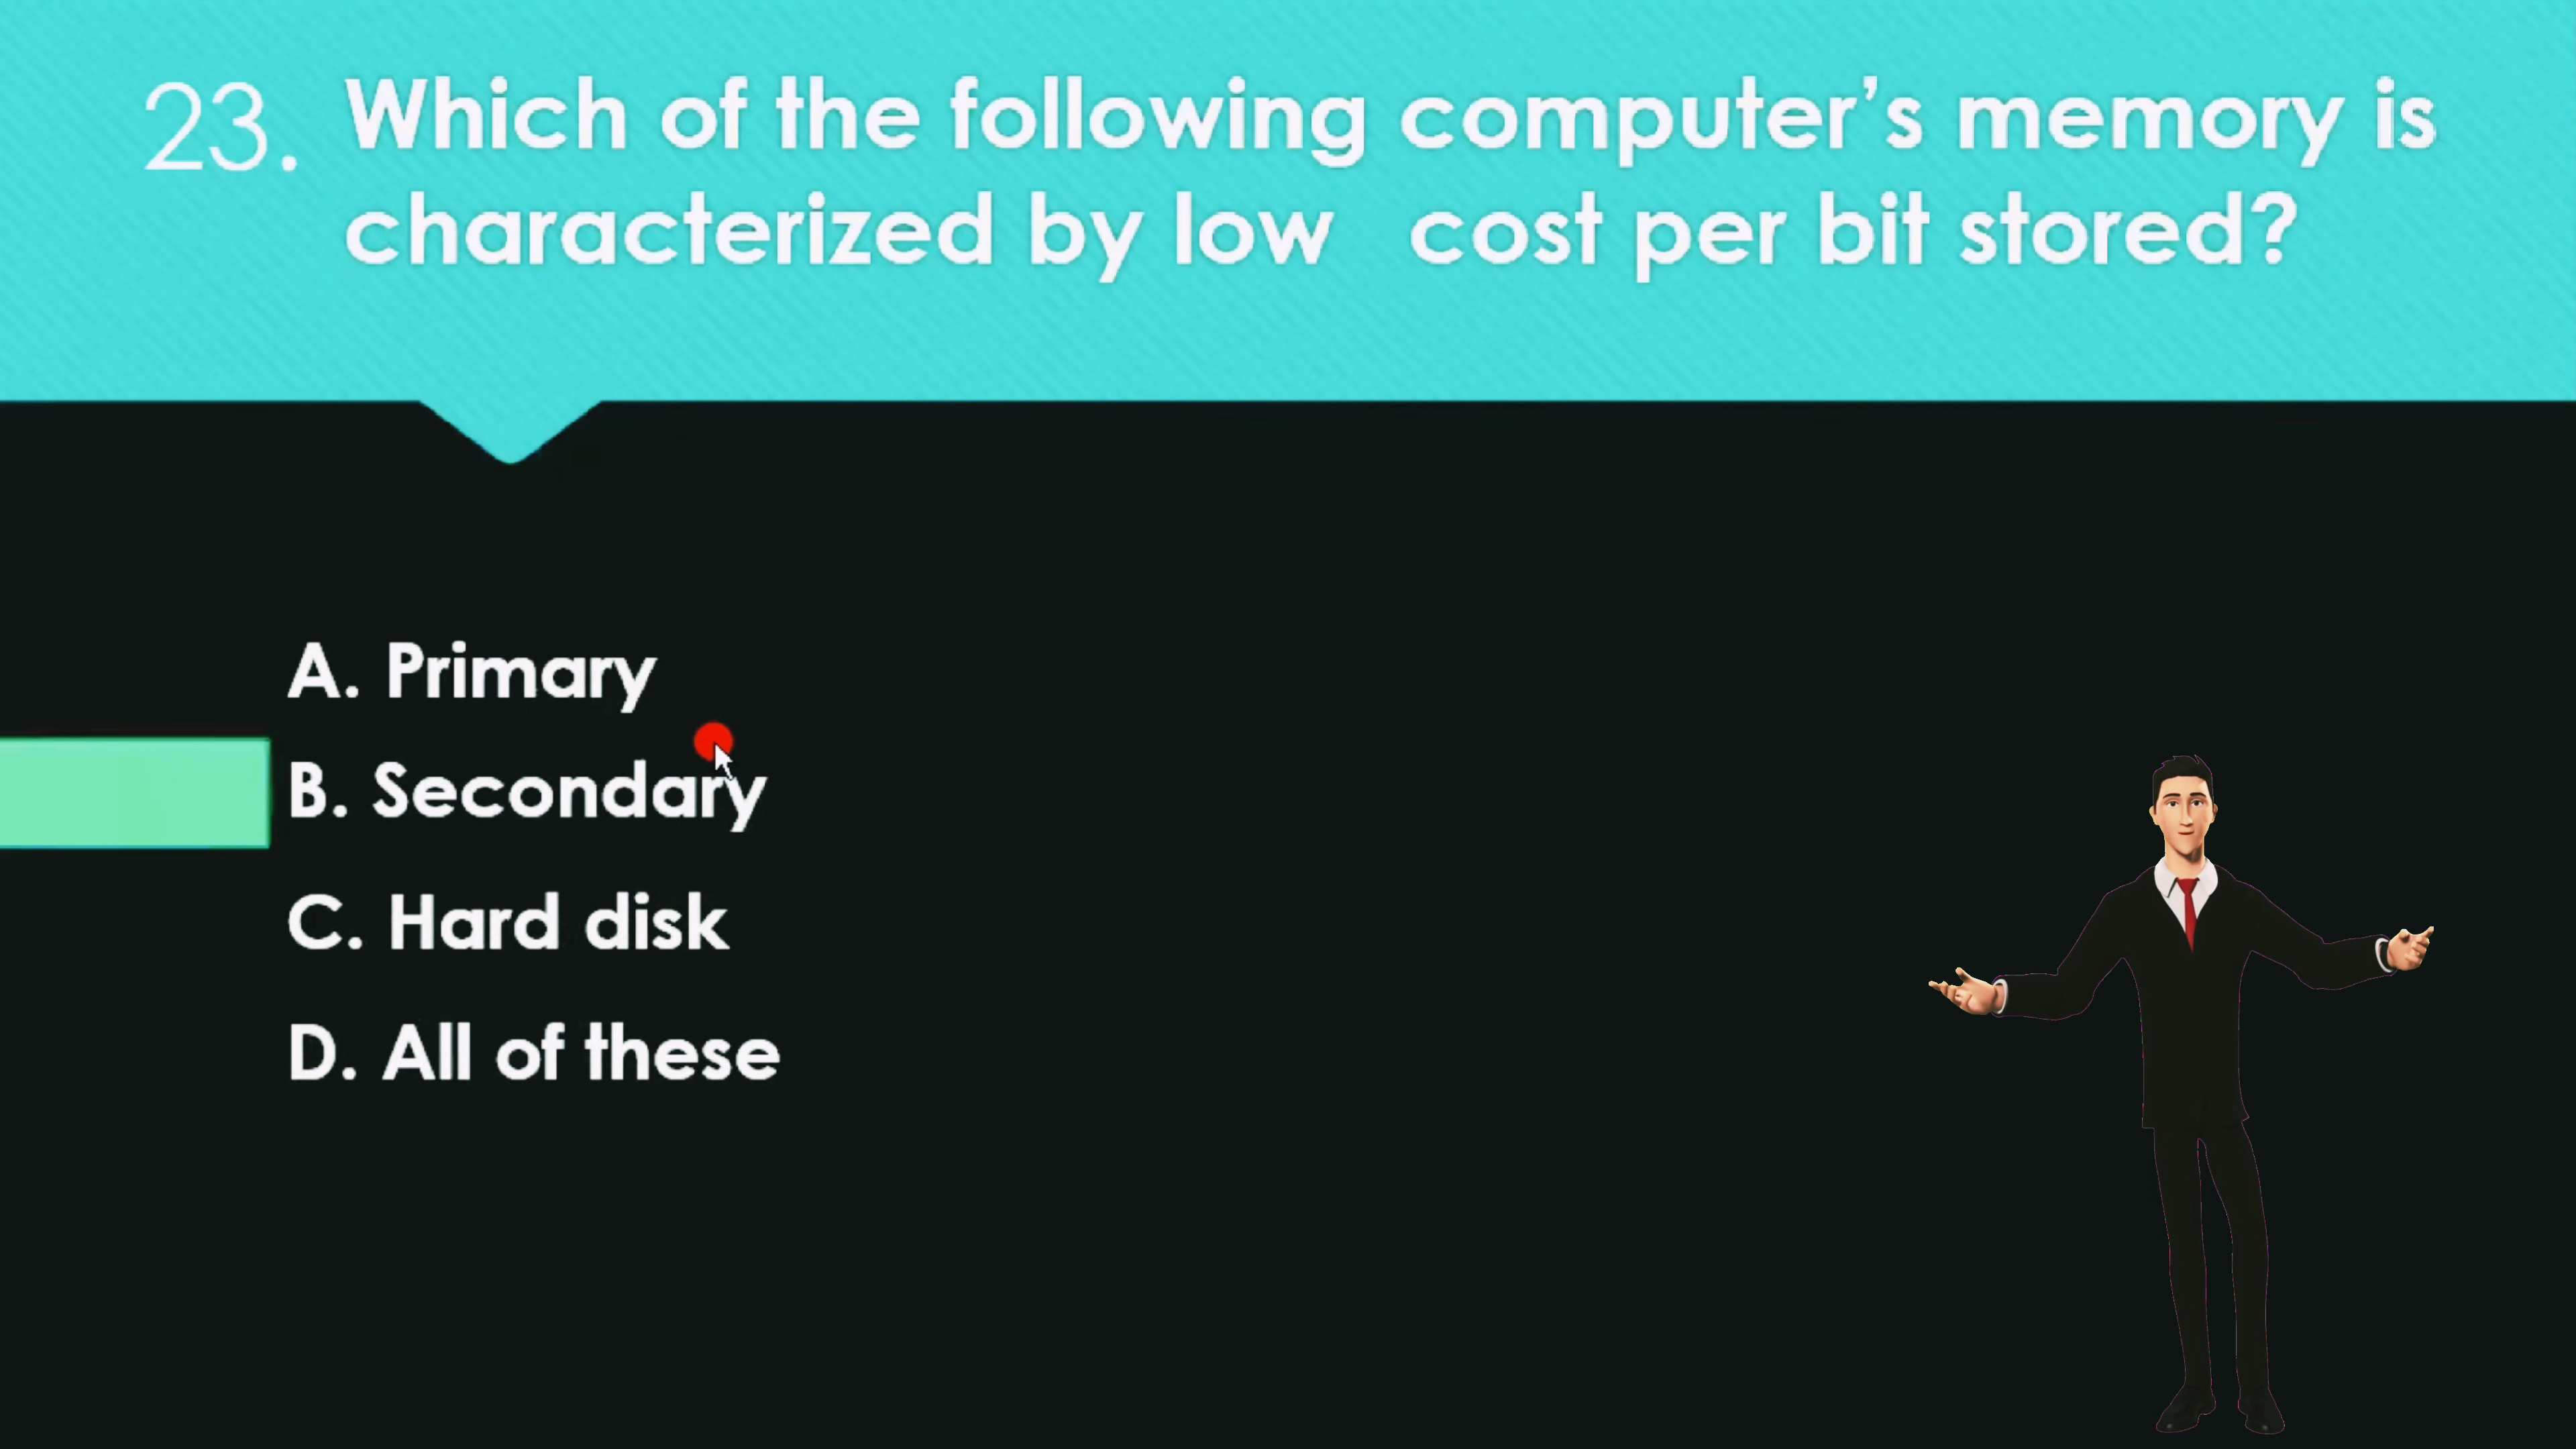 23. Which of the following computer’s memory is
characterized by low cost per bit stored?
A. Primary
B. Secondary
C. Hard disk
D. All of these